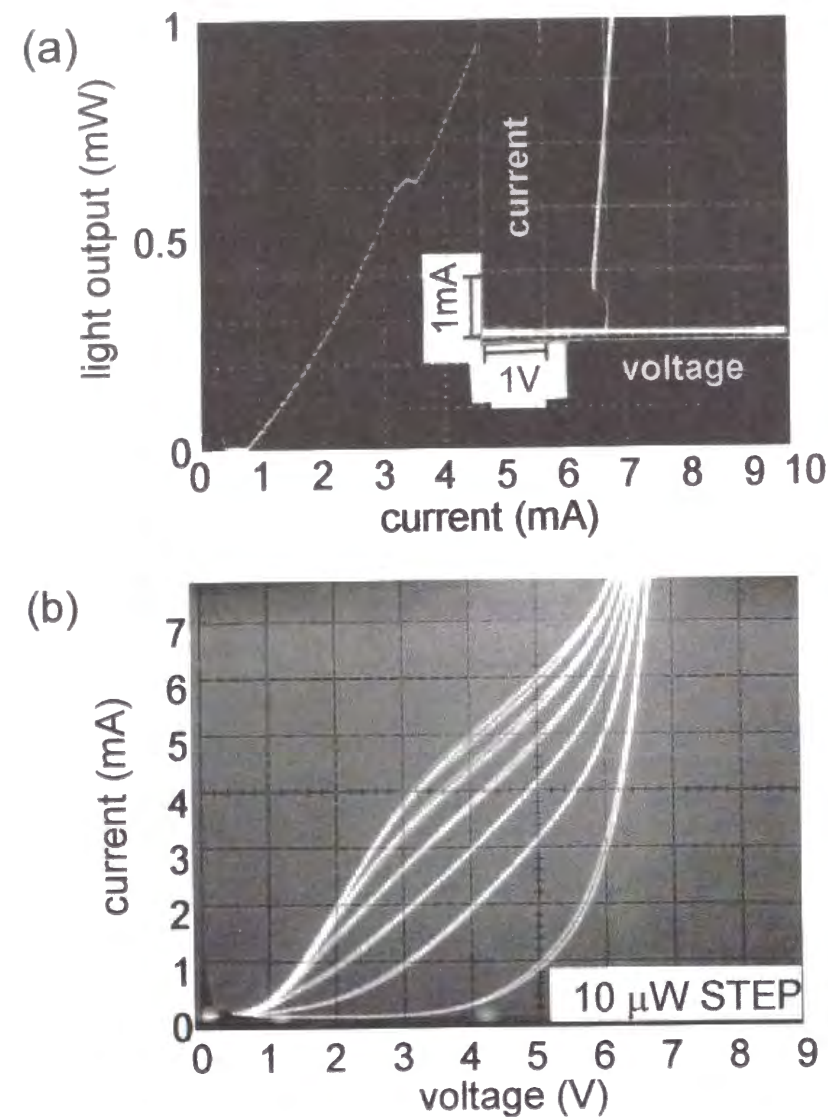 (a)
1
0.5
0
light output (mW)
current
1mA
1V
voltage
0 1 2 3 4 5 6 7 8 9 10
current (mA)
(b)
7
6
5
4
3
2
1
0
current (mA)
10 μW STEP
0 1 2 3 4 5 6 7 8 9
voltage (V)